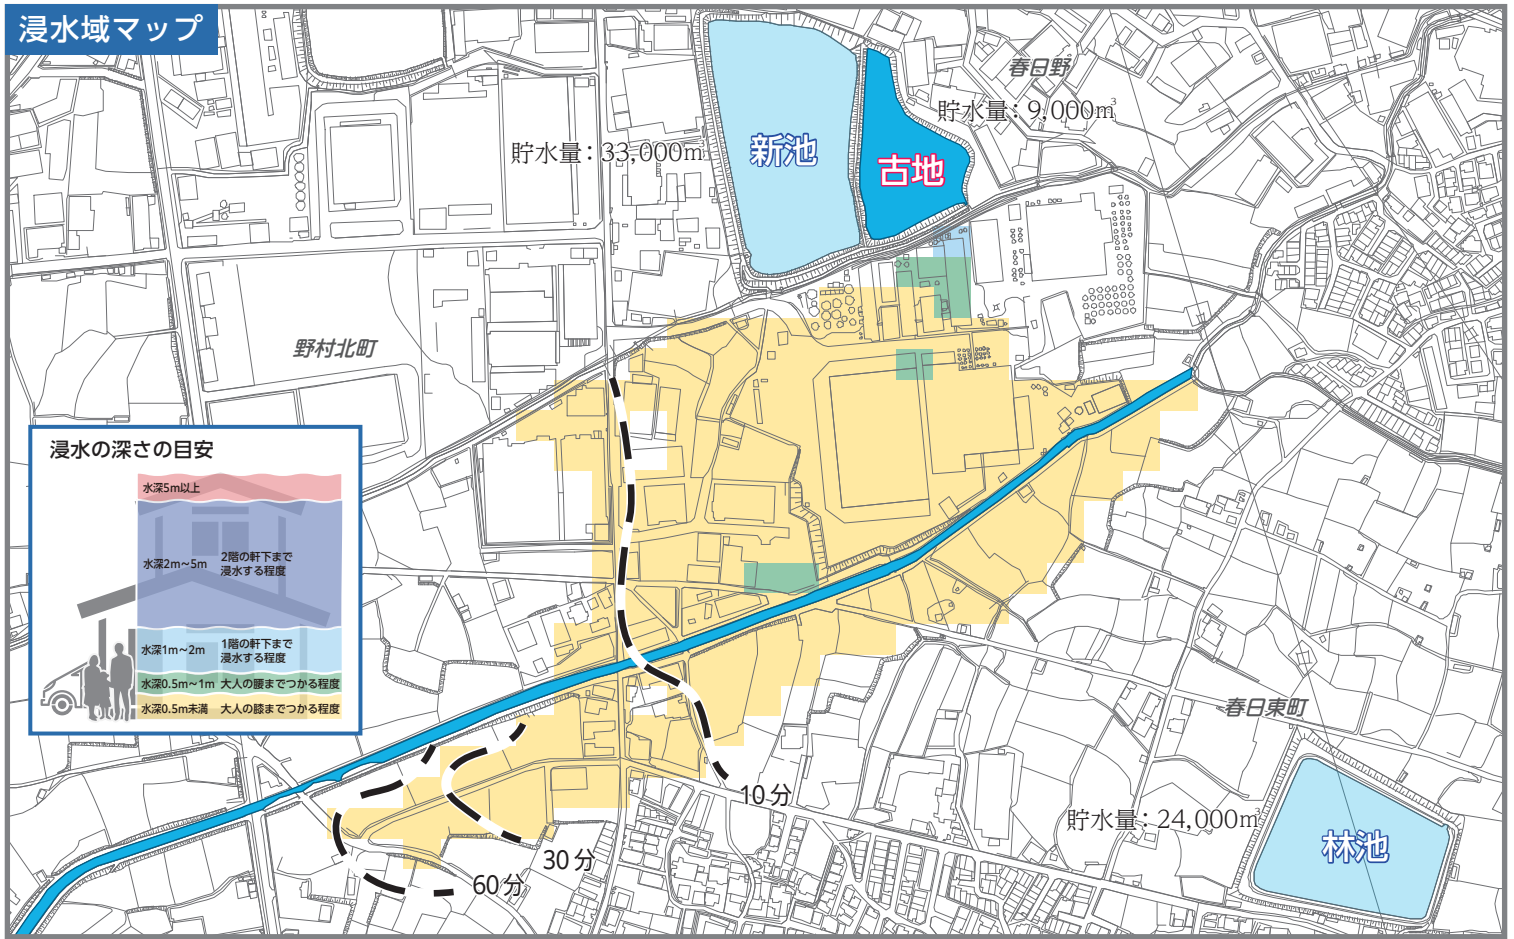 浸水域マップ
春日野
貯水量：9,000㎥
貯水量：33,000㎥
新池
古地
野村北町
浸水の深さの目安
水深5m以上
水深2m～5m 2階の軒下まで
浸水する程度
水深1m～2m 1階の軒下まで
浸水する程度
水深0.5m～1m 大人の腰までつかる程度
水深0.5m未満 大人の膝までつかる程度
春日東町
10分
貯水量：24,000㎥
林池
30分
60分